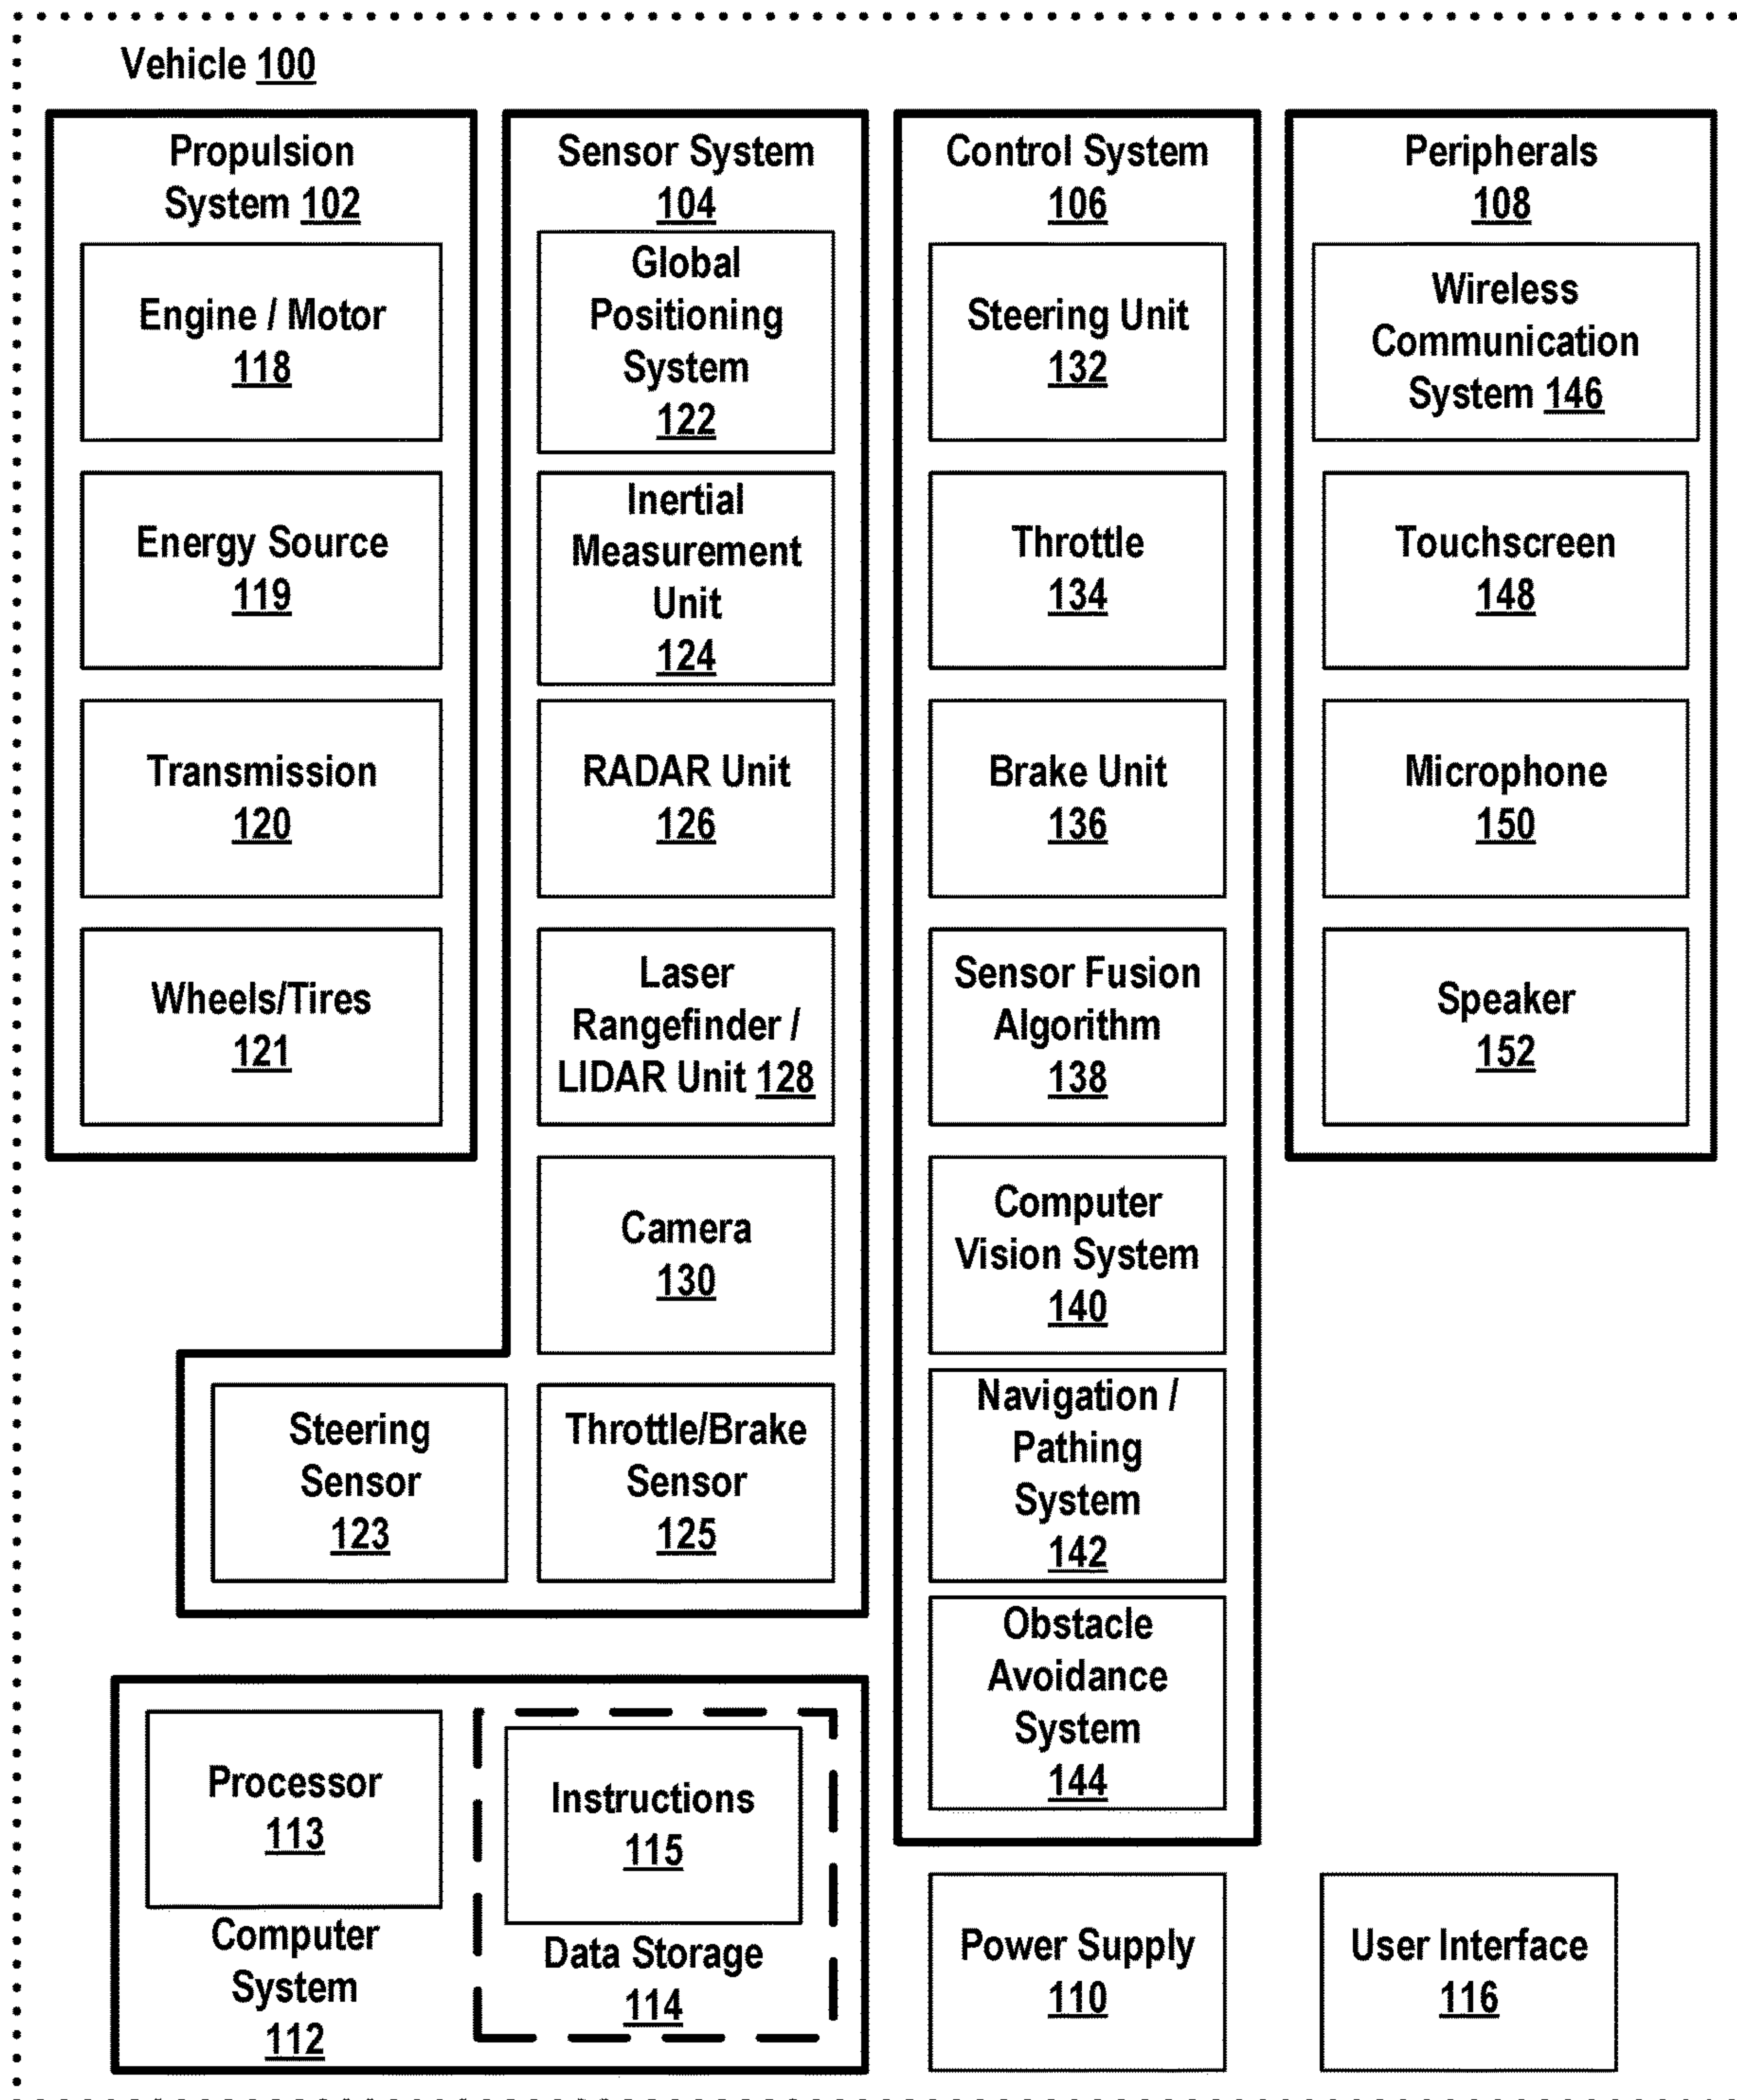 Vehicle 100
Propulsion
System 102
Engine / Motor
118
Energy Source
119
Transmission
120
Wheels/Tires
121
Sensor System
104
Global
Positioning
System
122
Inertial
Measurement
Unit
124
RADAR Unit
126
Laser
Rangefinder /
LIDAR Unit 128
Camera
130
Steering
Sensor
123
Throttle/Brake
Sensor
125
Control System
106
Steering Unit
132
Throttle
134
Brake Unit
136
Sensor Fusion
Algorithm
138
Computer
Vision System
140
Navigation /
Pathing
System
142
Obstacle
Avoidance
System
144
Peripherals
108
Wireless
Communication
System 146
Touchscreen
148
Microphone
150
Speaker
152
Processor
113
Computer
System
112
Instructions
115
Data Storage
114
Power Supply
110
User Interface
116